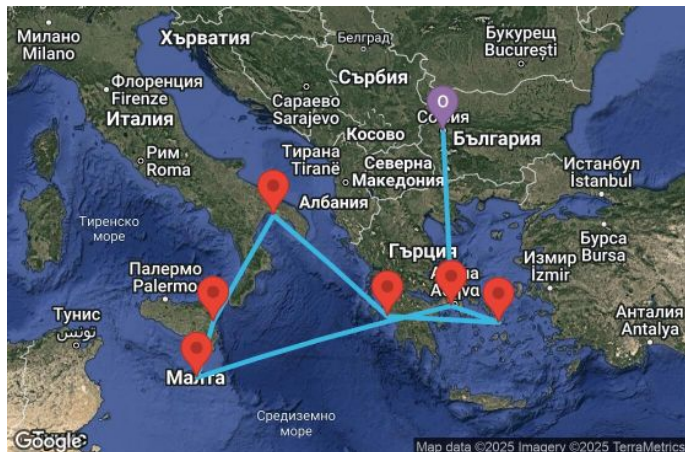 Милано
Milano
Хърватия
Белград
Букурещ
București
Флоренция
Firenze
Италия
Сараево
Sarajevo
Сърбия
О
България
Косово
Рим
Roma
Тирана
Tiranë
Северна
Македония
Истанбул
İstanbul
Албания
Тиренско
море
Гърция
Бурса
Bursa
Измир
İzmir
Палермо
Palermo
Тунис
تونس
Анталия
Antalya
Малта
Средиземно
море
Google
Map data ©2025 Imagery ©2025 TerraMetrics